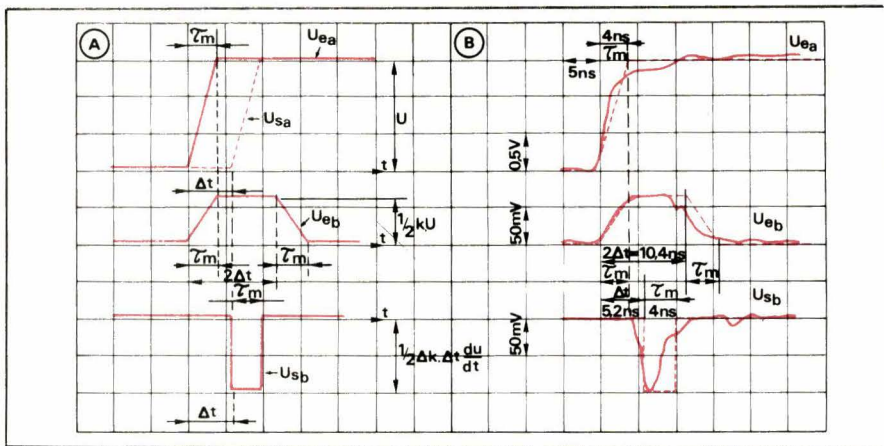 A
τm
Uea
Usa
U
t
Δt
½kU
Ueb
t
τm
τm
2Δt
τm
t
½Δk.Δt du/dt
Usb
Δt
B
4ns
Uea
τm
5ns
0,5V
50mV
Ueb
2Δt=10,4ns
τm
τm
Δt
τm
Usb
5,2ns
4ns
50mV